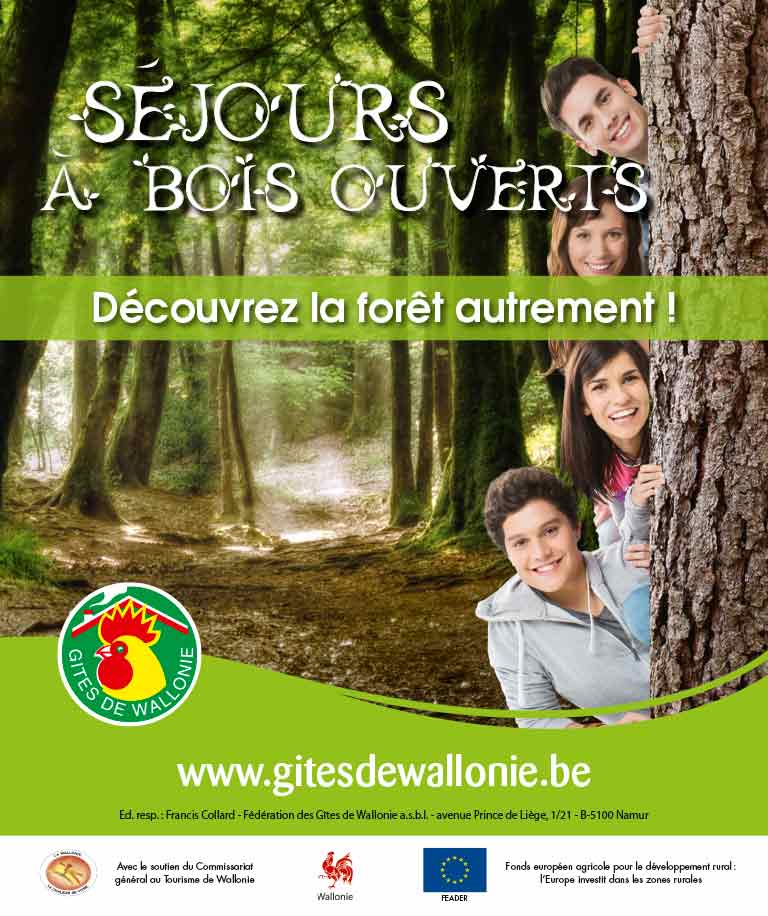 SÉJOURS
À BOIS OUVERTS
Découvrez la forêt autrement !
GITES DE WALLONIE
www.gitesdewallonie.be
Ed. resp. : Francis Collard - Fédération des Gîtes de Wallonie a.s.b.l. - avenue Prince de Liège, 1/21 - B-5100 Namur
Avec le soutien du Commissariat
général au Tourisme de Wallonie
Wallonie
FEADER
Fonds européen agricole pour le développement rural :
l'Europe investit dans les zones rurales